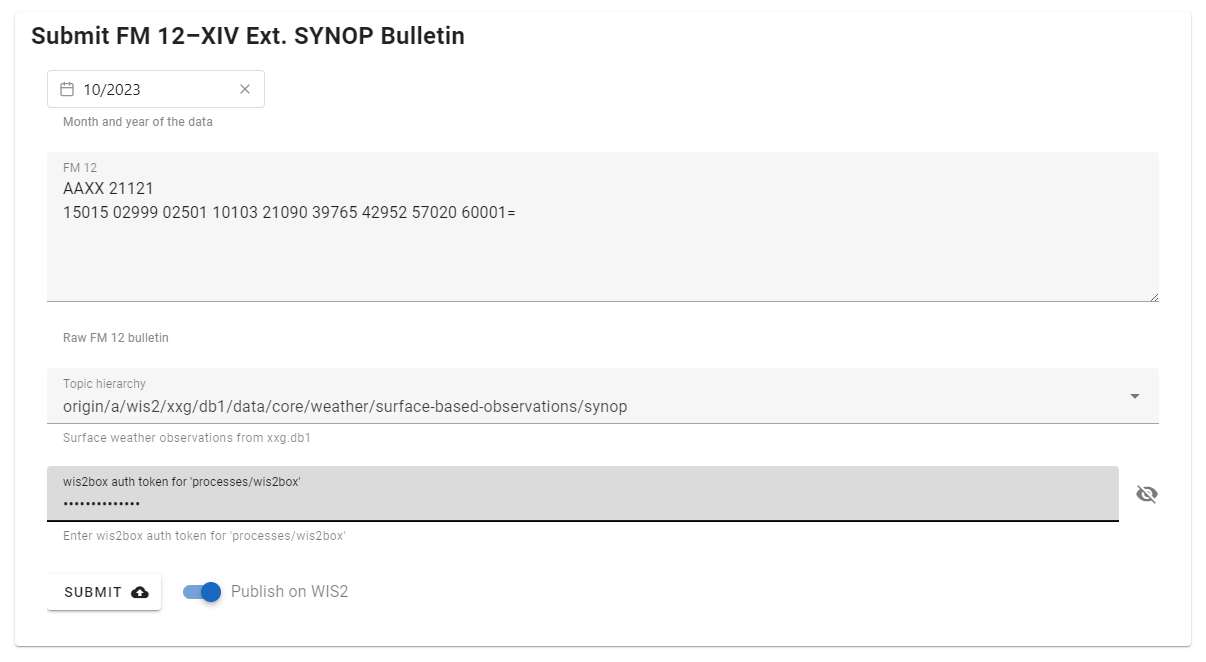 Submit FM 12–XIV Ext. SYNOP Bulletin
10/2023
Month and year of the data
FM 12
AAXX 21121
15015 02999 02501 10103 21090 39765 42952 57020 60001=
Raw FM 12 bulletin
Topic hierarchy
origin/a/wis2/xxg/db1/data/core/weather/surface-based-observations/synop
Surface weather observations from xxg.db1
wis2box auth token for 'processes/wis2box'
••••••••••••••
Enter wis2box auth token for 'processes/wis2box'
SUBMIT Publish on WIS2